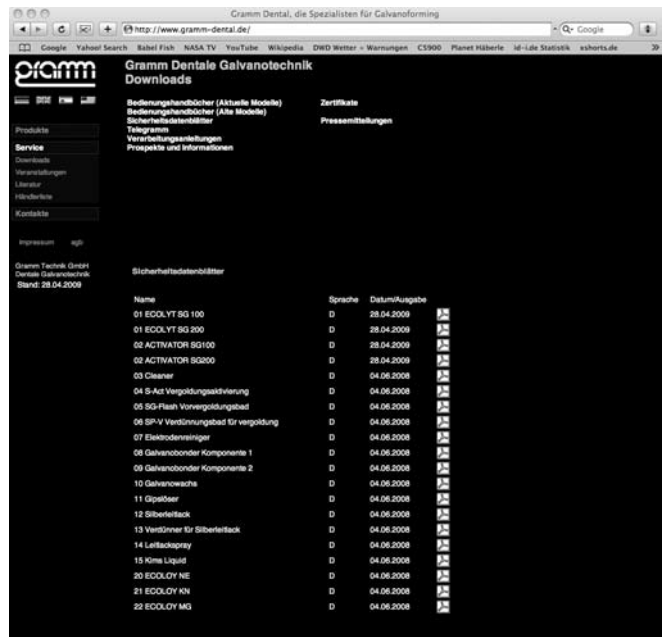 Gramm Dental, die Spezialisten für Galvanoforming
http://www.gramm-dental.de/
Google
Google Yahoo! Search Babel Fish NASA TV YouTube Wikipedia DWD Wetter + Warnungen CS900 Planet Häberle id-i.de Statistik xshorts.de
gramm
Gramm Dentale Galvanotechnik
Downloads
Bedienungshandbücher (Aktuelle Modelle) Zertifikate
Bedienungshandbücher (Alte Modelle)
Sicherheitsdatenblätter Pressemittellungen
Telegramm
Verarbeitungsanleitungen
Prospekte und Informationen
Produkte
Service
Downloads
Veranstaltungen
Literatur
Händlerliste
Kontakte
impressum agb
Gramm Technik GmbH
Dentale Galvanotechnik
Stand: 28.04.2009
Sicherheitsdatenblätter
Name Sprache Datum/Ausgabe
01 ECOLYT SG 100 D 28.04.2009
01 ECOLYT SG 200 D 28.04.2009
02 ACTIVATOR SG100 D 28.04.2009
02 ACTIVATOR SG200 D 28.04.2009
03 Cleaner D 04.06.2008
04 S-Act Vergoldungsaktivierung D 04.06.2008
05 SG-Flash Vorvergoldungsbad D 04.06.2008
06 SP-V Verdünnungsbad für vergoldung D 04.06.2008
07 Elektrodenreiniger D 04.06.2008
08 Galvanobonder Komponente 1 D 04.06.2008
09 Galvanobonder Komponente 2 D 04.06.2008
10 Galvanowachs D 04.06.2008
11 Gipslöser D 04.06.2008
12 Silberleitlack D 04.06.2008
13 Verdünner für Silberleitlack D 04.06.2008
14 Leitlackspray D 04.06.2008
15 Kims Liquid D 04.06.2008
20 ECOLOY NE D 04.06.2008
21 ECOLOY KN D 04.06.2008
22 ECOLOY MG D 04.06.2008